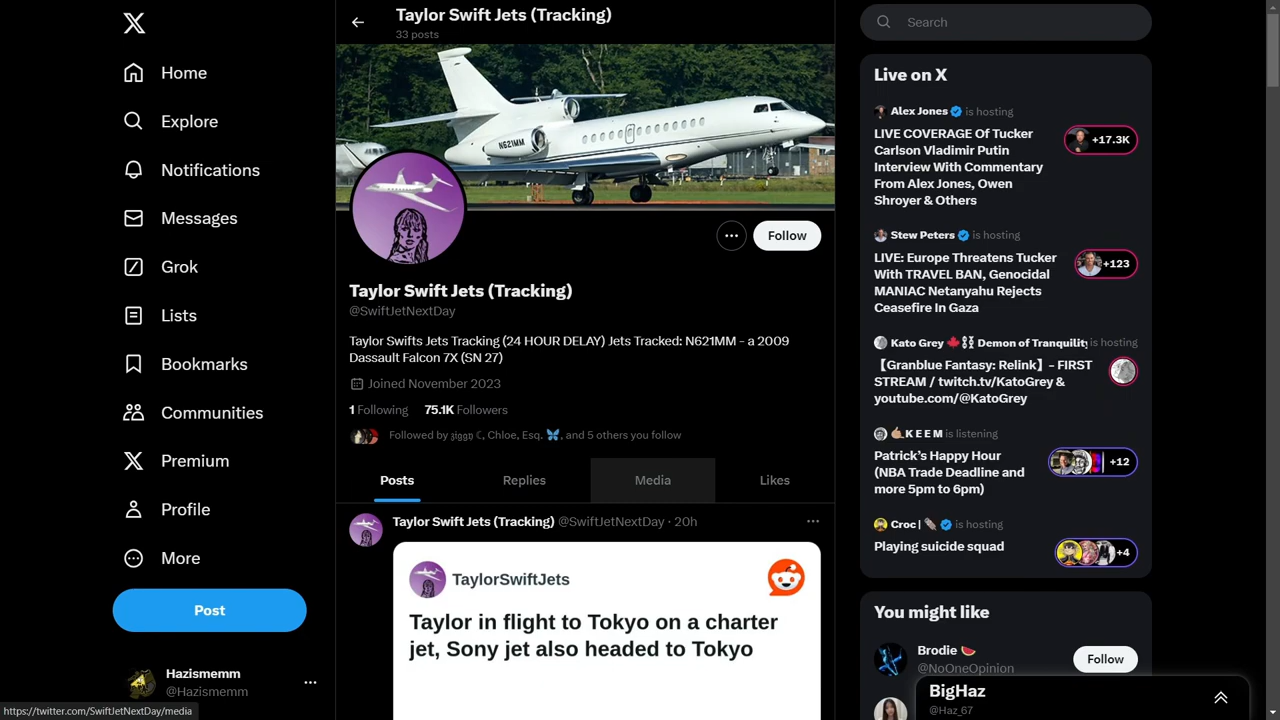 Home
Explore
Notifications
Messages
Grok
Lists
Bookmarks
Communities
Premium
Profile
More
Post
Hazismemm
@Hazismemm
https://twitter.com/SwiftJetNextDay/media
Taylor Swift Jets (Tracking)
33 posts
N621MM
Follow
Taylor Swift Jets (Tracking)
@SwiftJetNextDay
Taylor Swifts Jets Tracking (24 HOUR DELAY) Jets Tracked: N621MM - a 2009
Dassault Falcon 7X (SN 27)
Joined November 2023
1 Following 75.1K Followers
Followed by ȝiggɒ ☾, Chloe, Esq. 🦋, and 5 others you follow
Posts Replies Media Likes
Taylor Swift Jets (Tracking) @SwiftJetNextDay · 20h
TaylorSwiftJets
Taylor in flight to Tokyo on a charter
jet, Sony jet also headed to Tokyo
Search
Live on X
Alex Jones is hosting
LIVE COVERAGE Of Tucker
Carlson Vladimir Putin
Interview With Commentary
From Alex Jones, Owen
Shroyer & Others
+17.3K
Stew Peters is hosting
LIVE: Europe Threatens Tucker
With TRAVEL BAN, Genocidal
MANIAC Netanyahu Rejects
Ceasefire In Gaza
+123
Kato Grey 🍁⛓ Demon of Tranquility is hosting
【Granblue Fantasy: Relink】- FIRST
STREAM / twitch.tv/KatoGrey &
youtube.com/@KatoGrey
K E E M is listening
Patrick's Happy Hour
(NBA Trade Deadline and
more 5pm to 6pm)
+12
Croc | is hosting
Playing suicide squad
+4
You might like
Brodie 🍉
@NoOneOpinion
Follow
BigHaz
@Haz_67